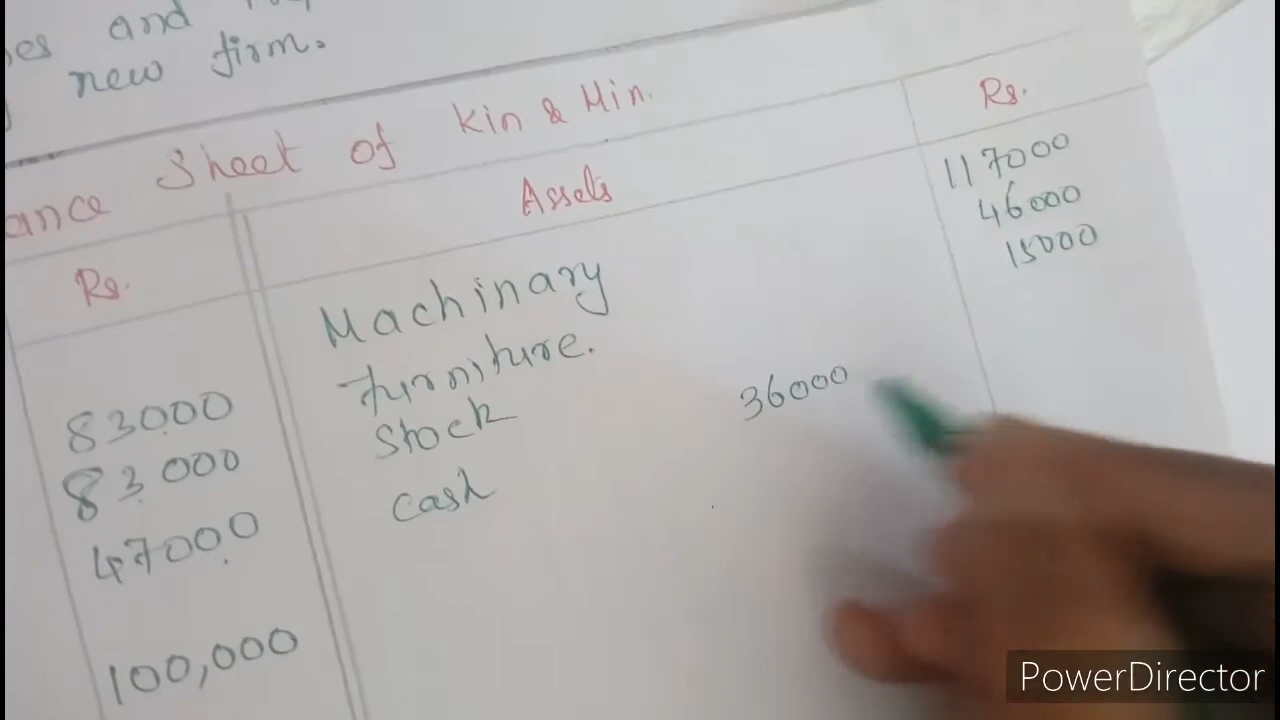 and
new firm.
Sheet of Kin & Min.
Rs. Assets Rs.
Machinary 117000
83000 Furniture. 46000
83000 Stock 15000
47000 Cash 36000
100,000
PowerDirector